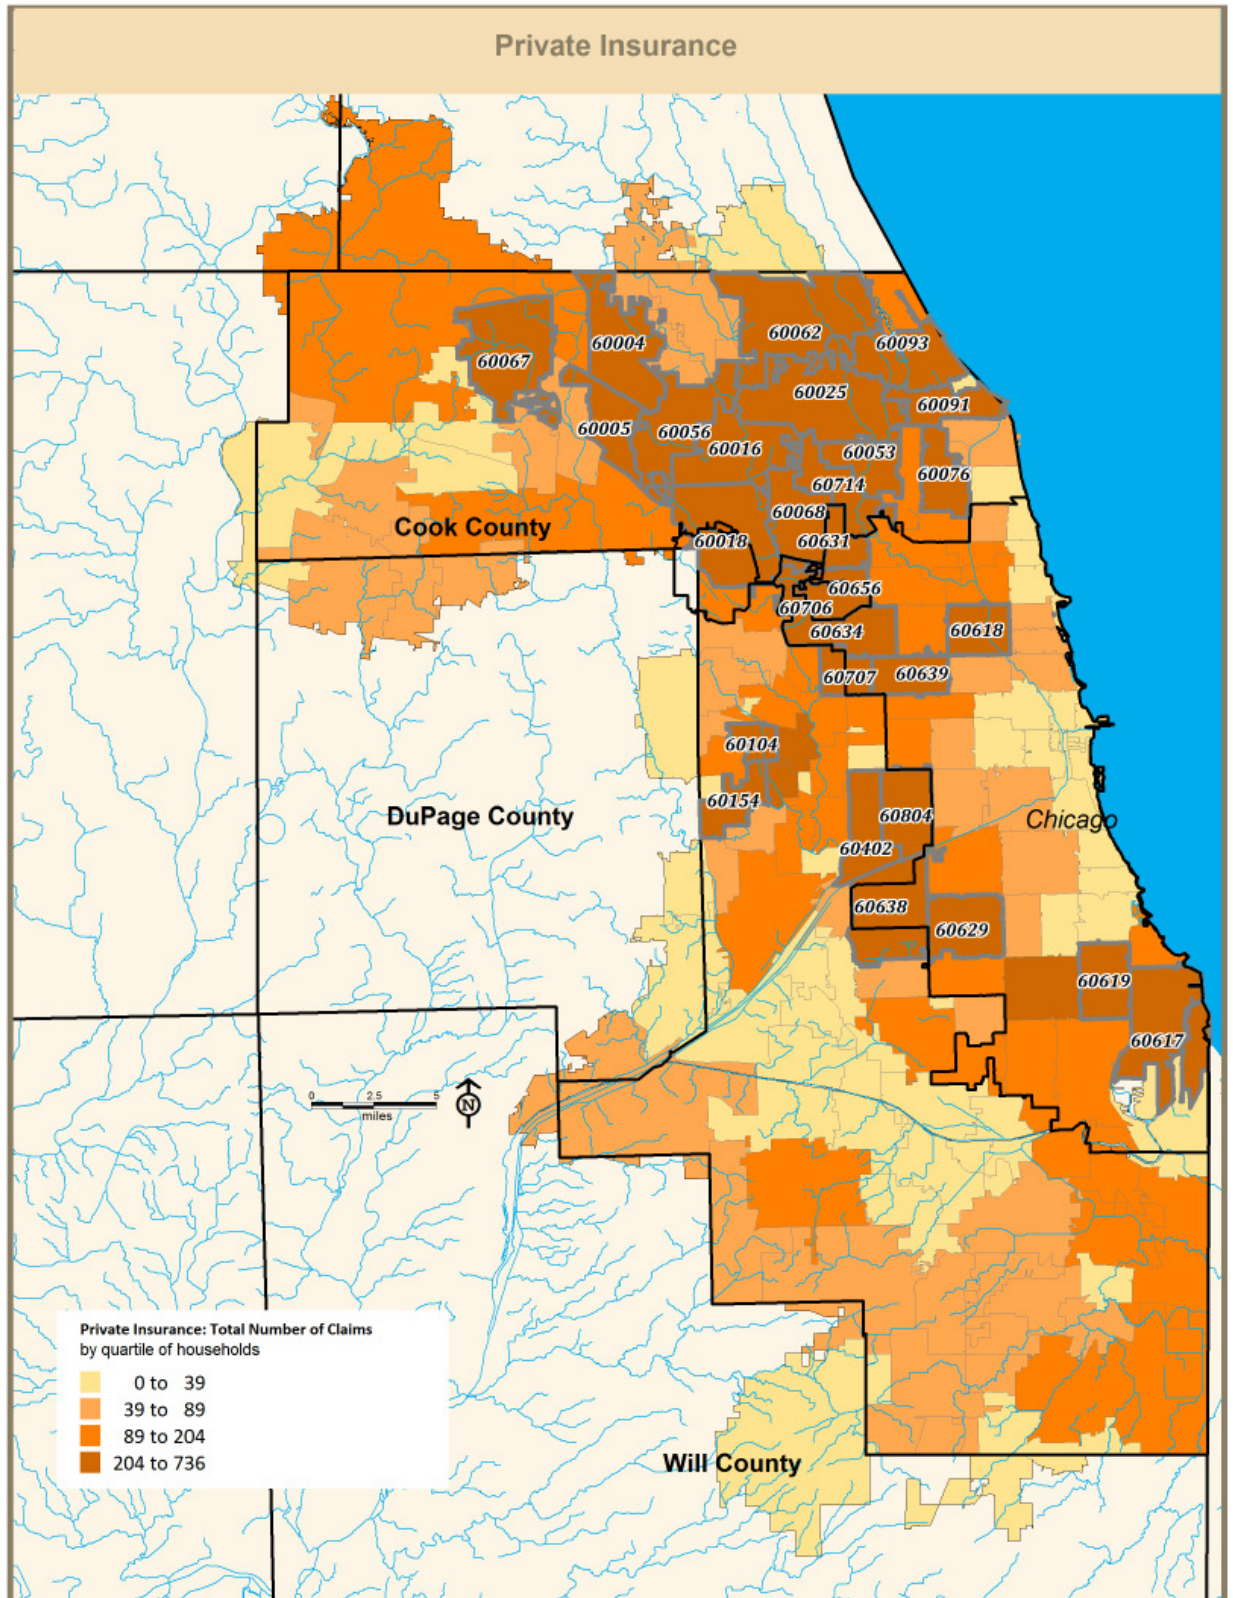 Private Insurance
60062
60004
60093
60067
60025
60091
60005
60056
60016
60053
60076
60714
60068
Cook County
60018
60631
60656
60706
60634
60618
60707
60639
60104
60154
DuPage County
60804
Chicago
60402
60638
60629
60619
60617
0 2.5 5
miles
N
Private Insurance: Total Number of Claims
by quartile of households
0 to 39
39 to 89
89 to 204
204 to 736
Will County